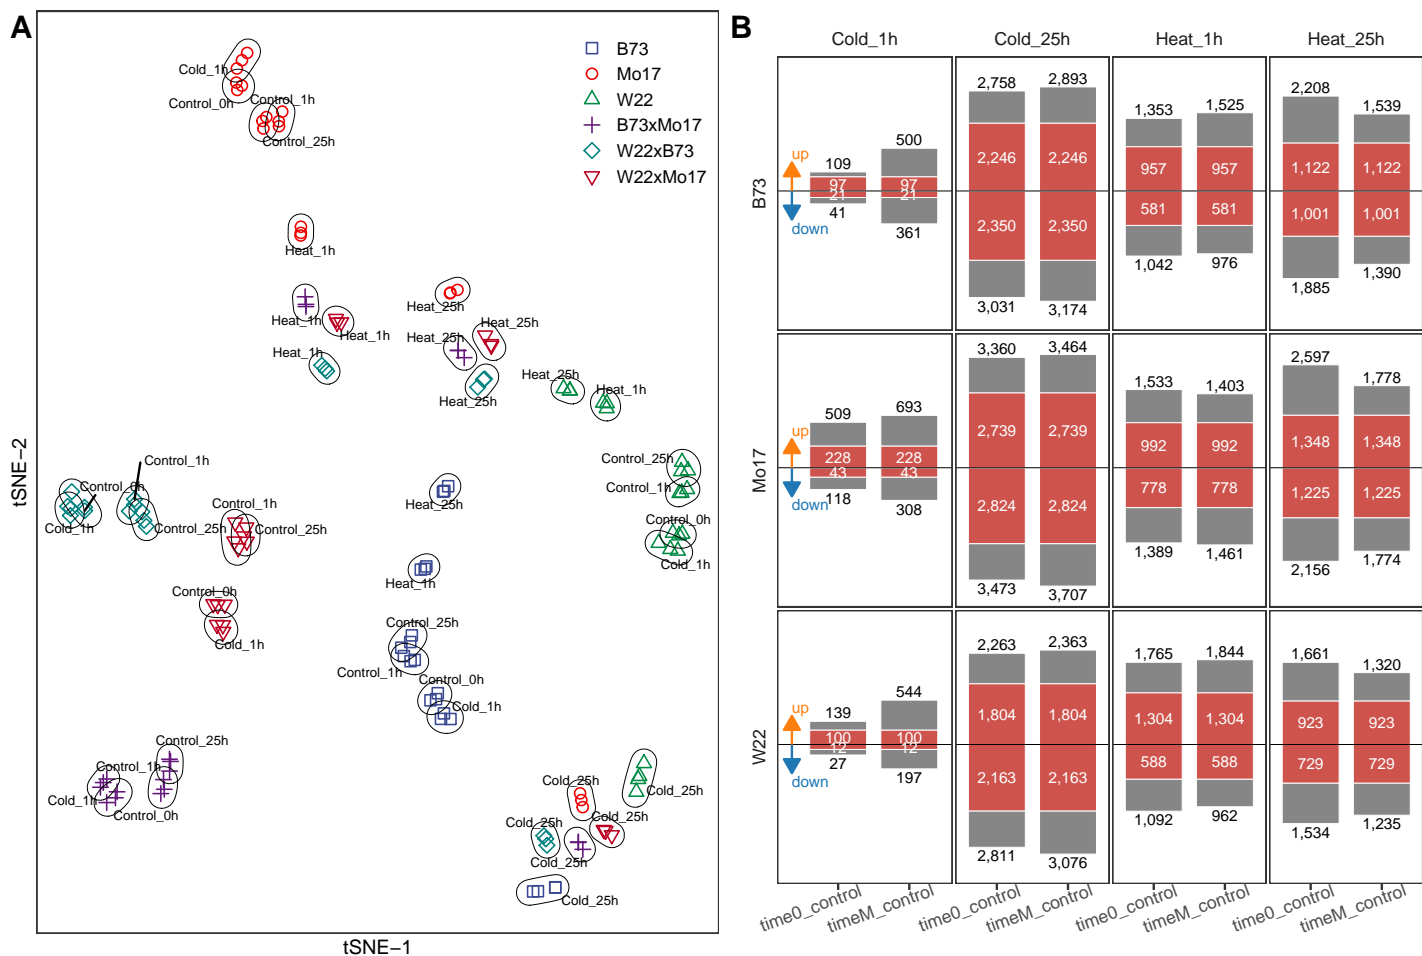 A
B73
Mo17
W22
B73xMo17
W22xB73
W22xMo17
Cold_1h
Control_0h
Control_1h
Control_25h
Heat_1h
Heat_1h
Heat_1h
Heat_1h
Heat_25h
Heat_25h
Heat_25h
Heat_25h
Heat_25h
Heat_1h
Control_1h
Control_0h
Cold_1h
Control_25h
Control_1h
Control_25h
Control_0h
Cold_1h
Heat_25h
Heat_1h
Control_25h
Control_1h
Control_0h
Cold_1h
Control_25h
Control_1h
Control_0h
Cold_1h
Control_25h
Control_1h
Cold_1h
Control_0h
Cold_25h
Cold_25h
Cold_25h
Cold_25h
Cold_25h
Cold_25h
tSNE-2
tSNE-1
B
Cold_1h Cold_25h Heat_1h Heat_25h
B73
up
down
109 500 2,758 2,893 1,353 1,525 2,208 1,539
97 97 2,246 2,246 957 957 1,122 1,122
21 21 2,350 2,350 581 581 1,001 1,001
41 361 3,031 3,174 1,042 976 1,885 1,390
Mo17
up
down
509 693 3,360 3,464 1,533 1,403 2,597 1,778
228 228 2,739 2,739 992 992 1,348 1,348
43 43 2,824 2,824 778 778 1,225 1,225
118 308 3,473 3,707 1,389 1,461 2,156 1,774
W22
up
down
139 544 2,263 2,363 1,765 1,844 1,661 1,320
100 100 1,804 1,804 1,304 1,304 923 923
12 12 2,163 2,163 588 588 729 729
27 197 2,811 3,076 1,092 962 1,534 1,235
time0_control timeM_control time0_control timeM_control time0_control timeM_control time0_control timeM_control